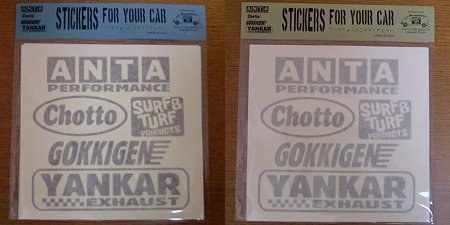 ANTA
Chotto
GOKKIGEN
YANKAR
STICKERS FOR YOUR CAR
ANTA
PERFORMANCE
Chotto
SURF&
TURF
PRODUCTS
GOKKIGEN
YANKAR
EXHAUST
ANTA
Chotto
GOKKIGEN
YANKAR
STICKERS FOR YOUR CAR
ANTA
PERFORMANCE
Chotto
SURF&
TURF
PRODUCTS
GOKKIGEN
YANKAR
EXHAUST